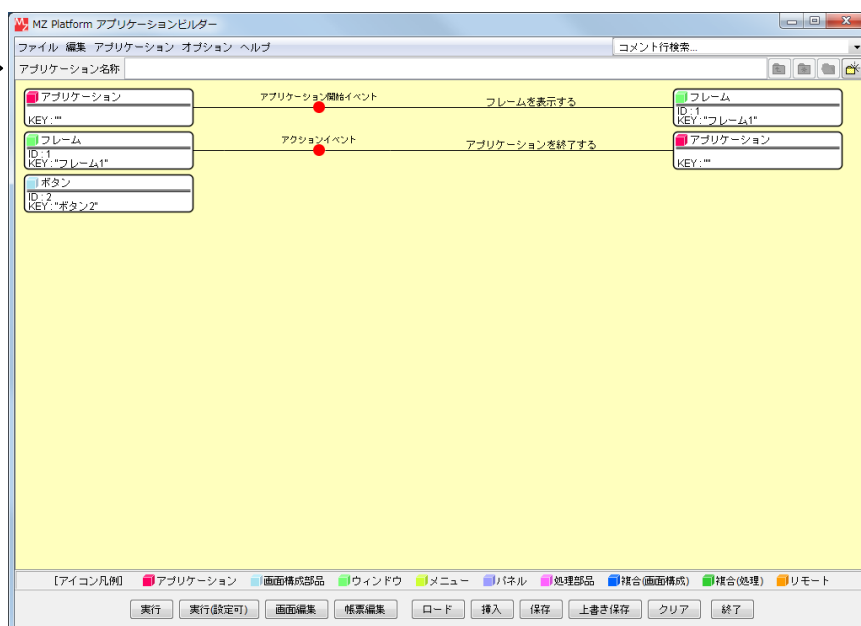 MZ Platform アプリケーションビルダー
ファイル 編集 アプリケーション オプション ヘルプ コメント行検索...
アプリケーション名称
アプリケーション アプリケーション開始イベント フレームを表示する フレーム
KEY:"" ID:1
KEY:"フレーム1"
フレーム アクションイベント アプリケーションを終了する アプリケーション
ID:1
KEY:"フレーム1" KEY:""
ボタン
ID:2
KEY:"ボタン2"
[アイコン凡例] アプリケーション 画面構成部品 ウィンドウ メニュー パネル 処理部品 複合(画面構成) 複合(処理) リモート
実行 実行(設定可) 画面編集 帳票編集 ロード 挿入 保存 上書き保存 クリア 終了